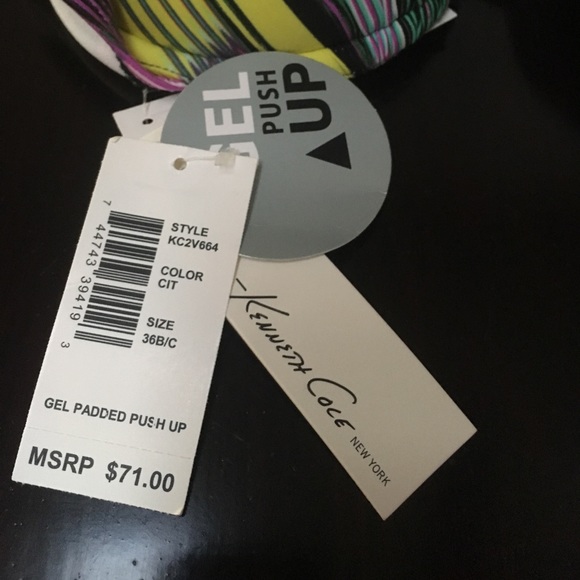 GEL
PUSH
UP
STYLE
KC2V664
COLOR
CIT
SIZE
36B/C
7 44743 39419 3
GEL PADDED PUSH UP
MSRP $71.00
KENNETH COLE
NEW YORK